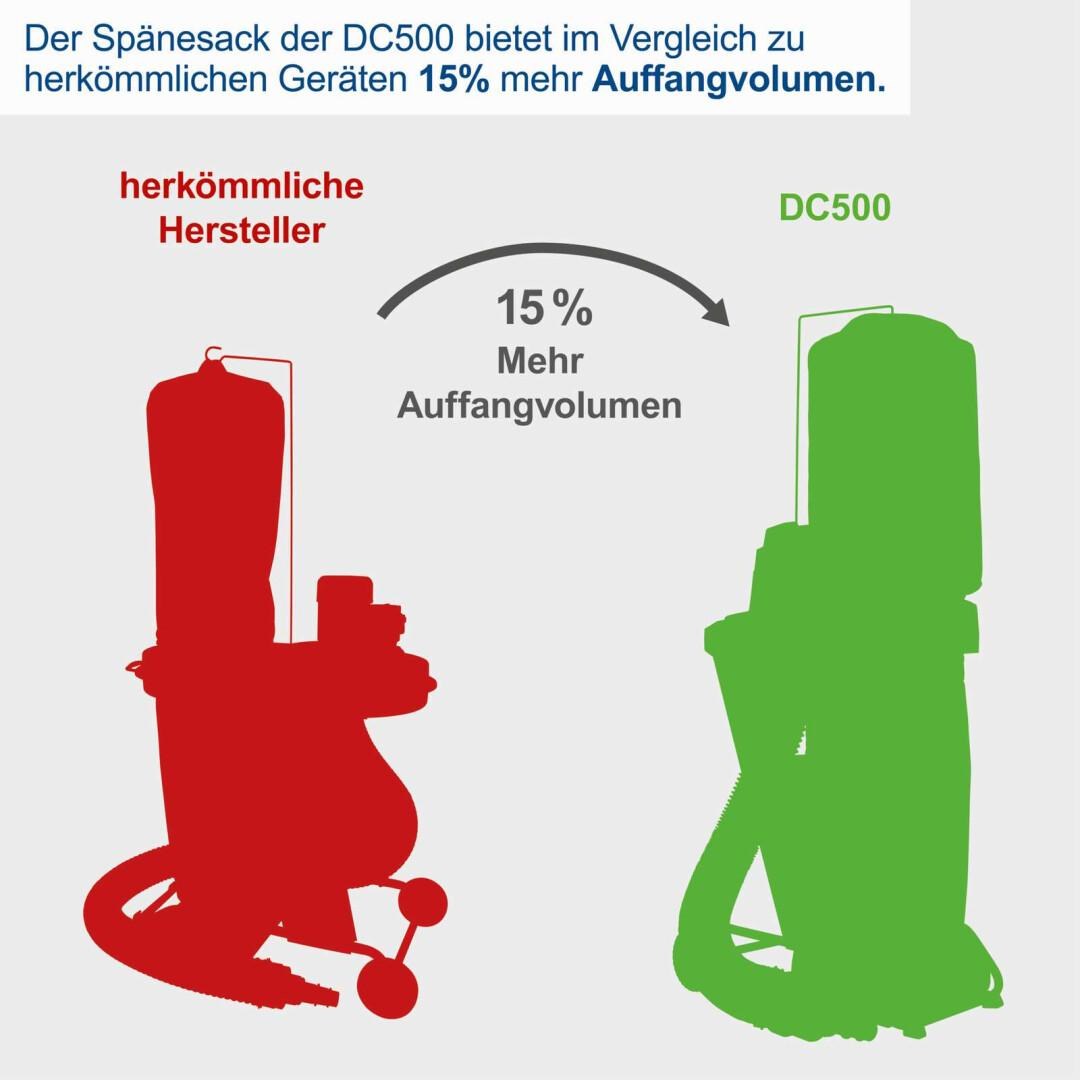 Der Spänesack der DC500 bietet im Vergleich zu
herkömmlichen Geräten 15% mehr Auffangvolumen.
herkömmliche
Hersteller
DC500
15 %
Mehr
Auffangvolumen